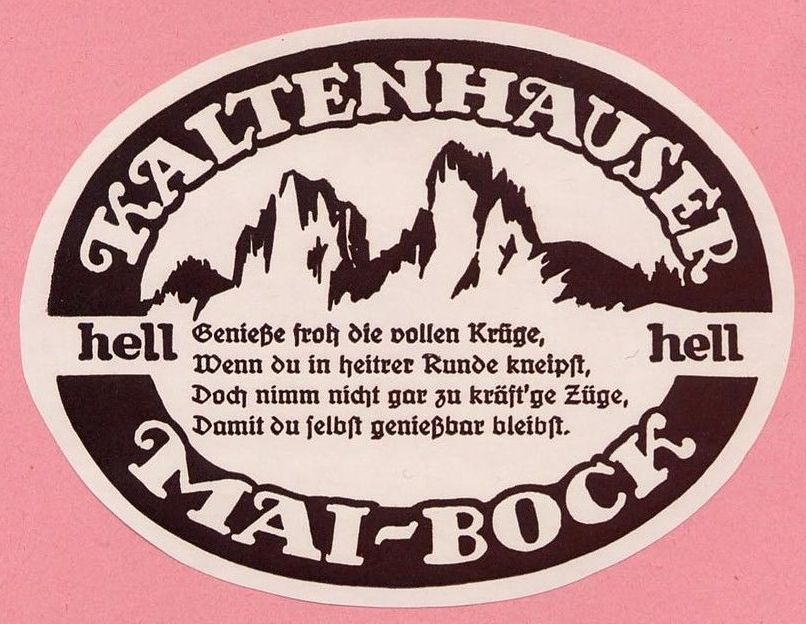 KALTENHAUSER
hell
Genieße froh die vollen Krüge,
Wenn du in heitrer Runde kneipst,
Doch nimm nicht gar zu kräft'ge Züge,
Damit du selbst genießbar bleibst.
hell
MAI-BOCK